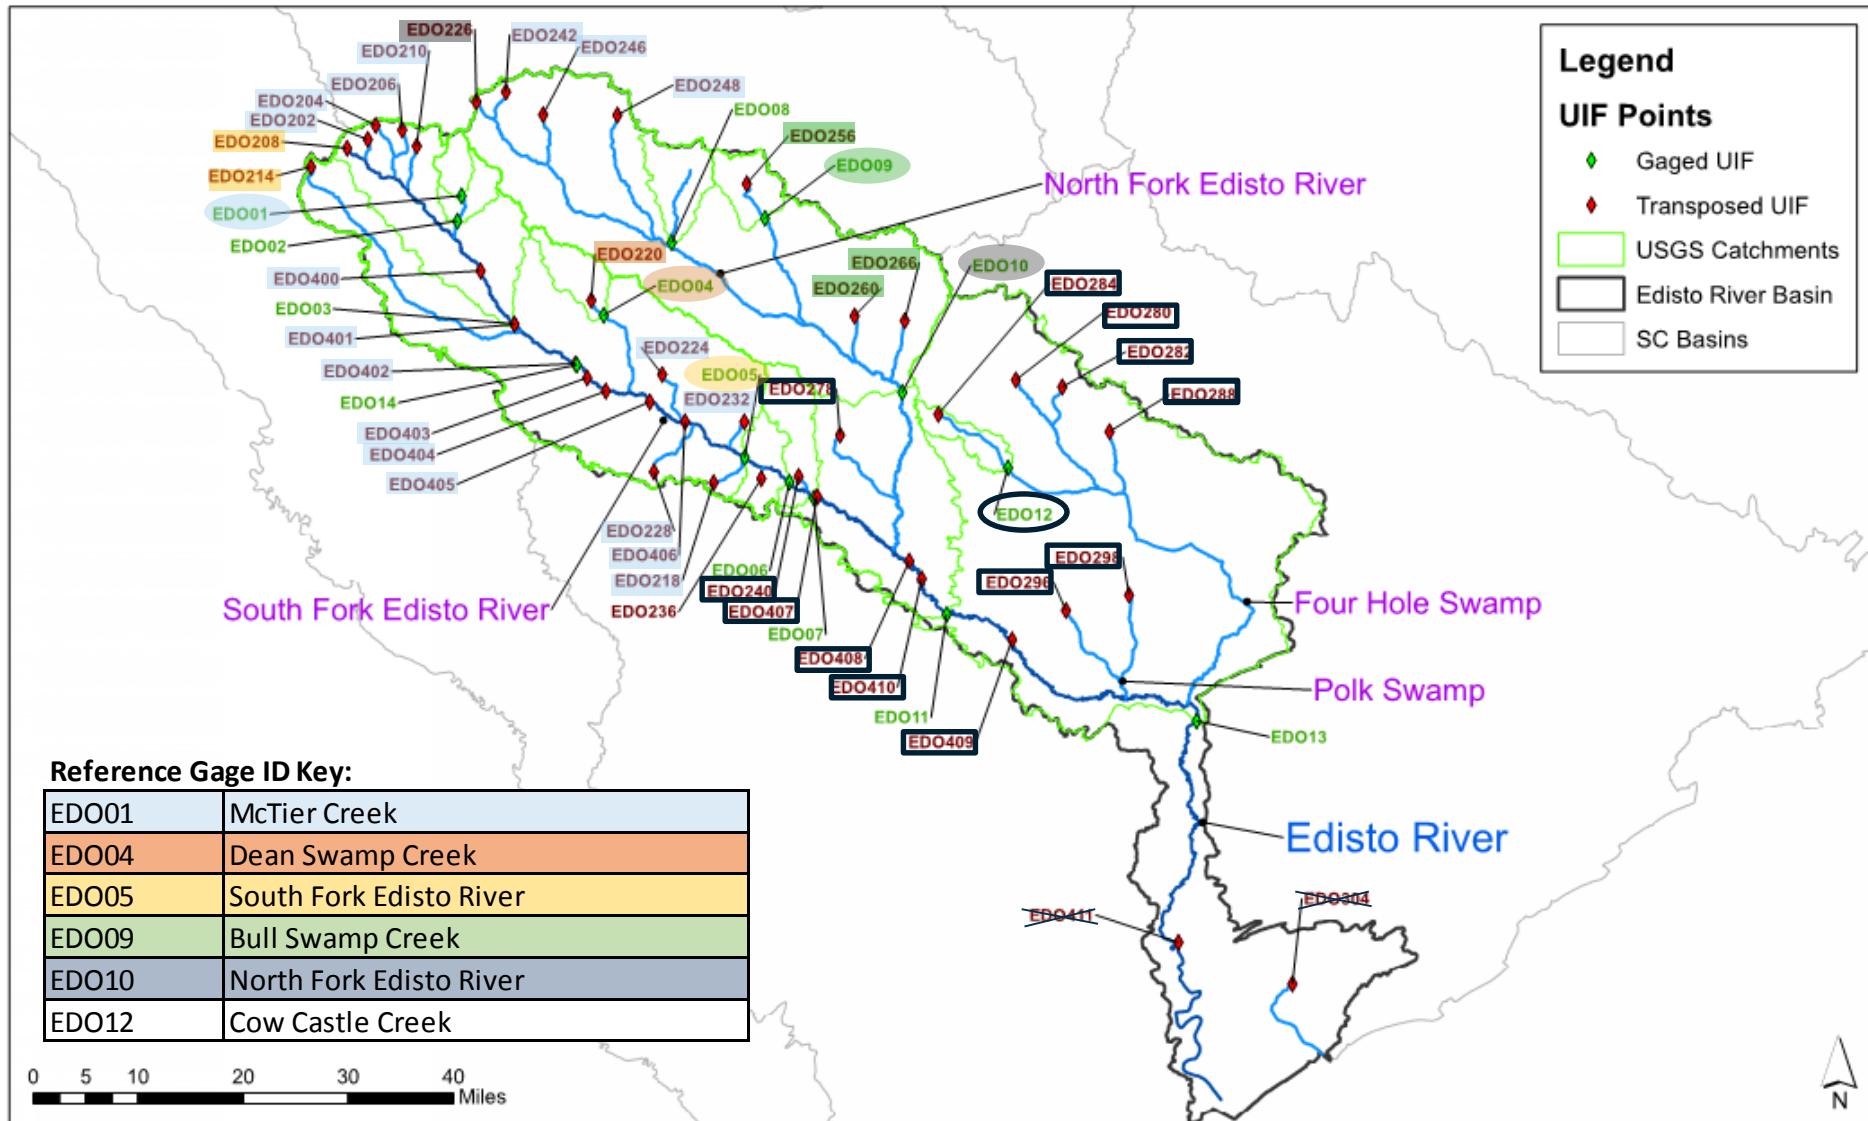 EDO226
EDO242
EDO210
EDO246
EDO206
EDO248
EDO204
EDO08
EDO202
EDO208
EDO256
EDO09
EDO214
North Fork Edisto River
EDO01
EDO02
EDO220
EDO266
EDO10
EDO400
EDO04
EDO284
EDO260
EDO03
EDO280
EDO401
EDO224
EDO282
EDO402
EDO05
EDO278
EDO288
EDO14
EDO232
EDO403
EDO404
EDO405
EDO12
EDO228
EDO406
EDO298
EDO06
EDO218
EDO296
EDO240
South Fork Edisto River
EDO236
EDO407
Four Hole Swamp
EDO07
EDO408
EDO410
Polk Swamp
EDO11
EDO409
EDO13
Edisto River
EDO304
EDO411
Legend
UIF Points
Gaged UIF
Transposed UIF
USGS Catchments
Edisto River Basin
SC Basins
Reference Gage ID Key:
EDO01 McTier Creek
EDO04 Dean Swamp Creek
EDO05 South Fork Edisto River
EDO09 Bull Swamp Creek
EDO10 North Fork Edisto River
EDO12 Cow Castle Creek
0 5 10 20 30 40
Miles
N